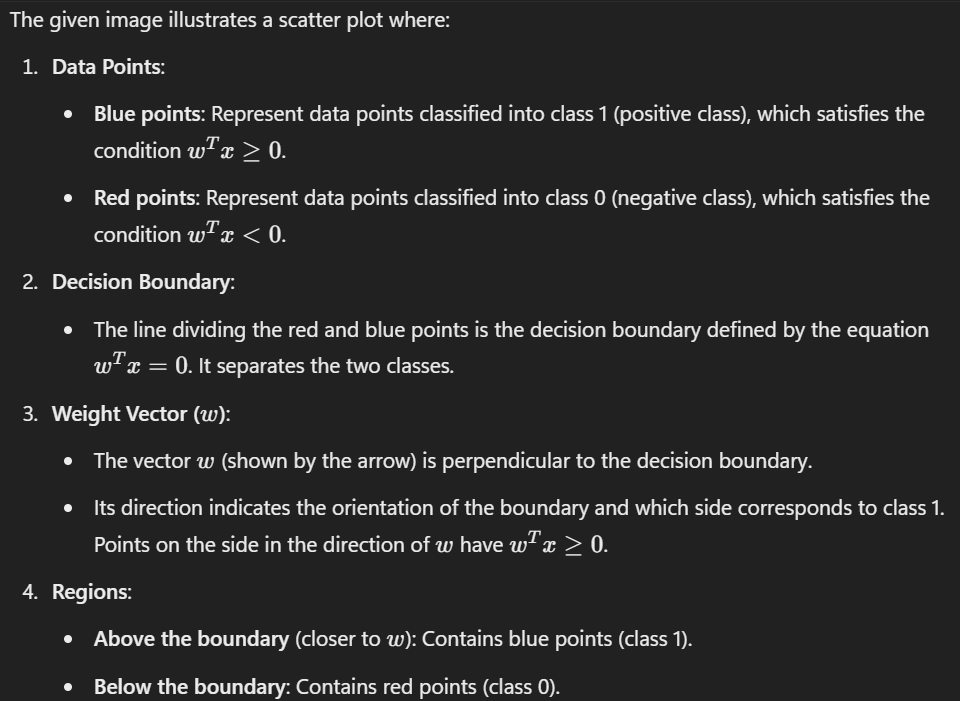 The given image illustrates a scatter plot where:
1. Data Points:
• Blue points: Represent data points classified into class 1 (positive class), which satisfies the
condition wᵀx ≥ 0.
• Red points: Represent data points classified into class 0 (negative class), which satisfies the
condition wᵀx < 0.
2. Decision Boundary:
• The line dividing the red and blue points is the decision boundary defined by the equation
wᵀx = 0. It separates the two classes.
3. Weight Vector (w):
• The vector w (shown by the arrow) is perpendicular to the decision boundary.
• Its direction indicates the orientation of the boundary and which side corresponds to class 1.
Points on the side in the direction of w have wᵀx ≥ 0.
4. Regions:
• Above the boundary (closer to w): Contains blue points (class 1).
• Below the boundary: Contains red points (class 0).